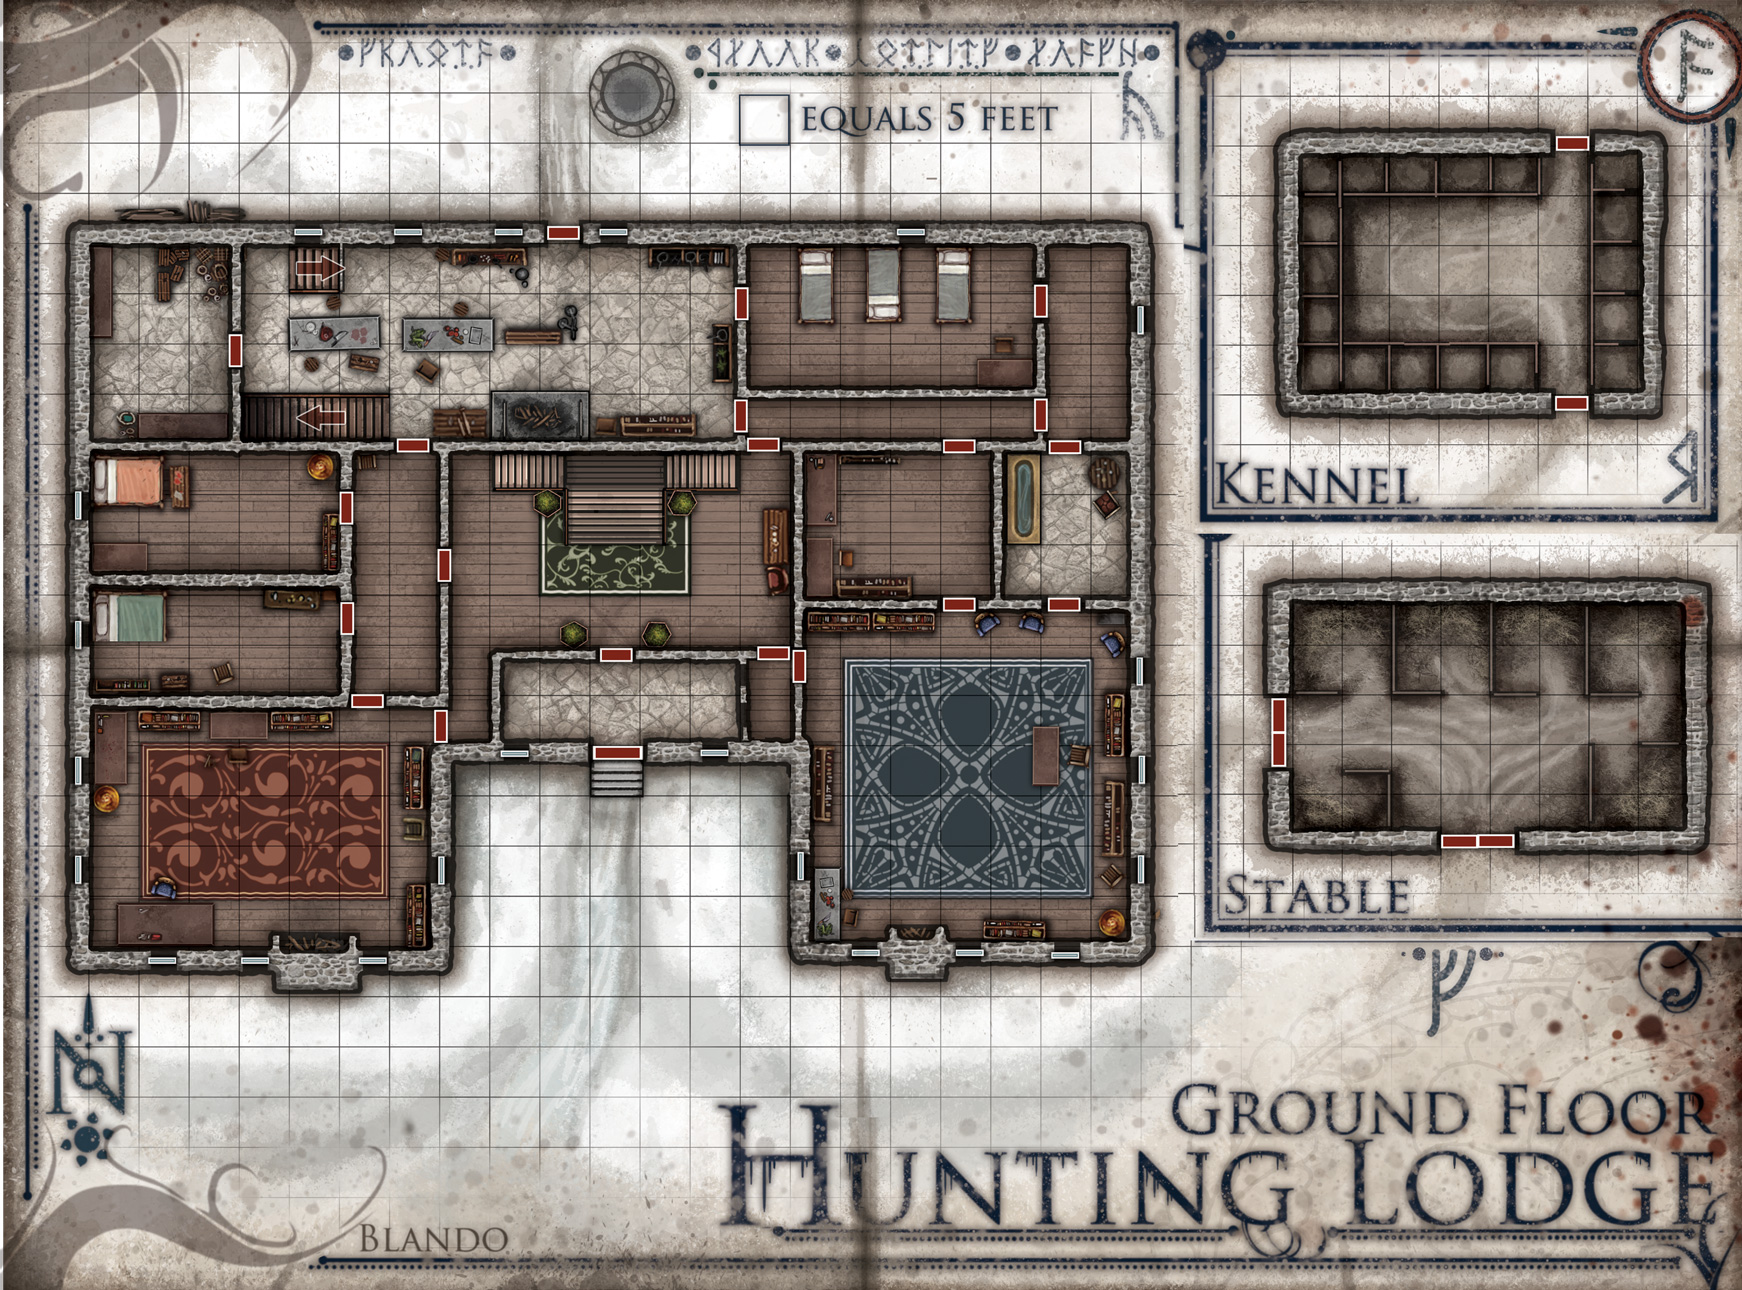 EQUALS 5 FEET
KENNEL
STABLE
N
GROUND FLOOR
HUNTING LODGE
BLANDO